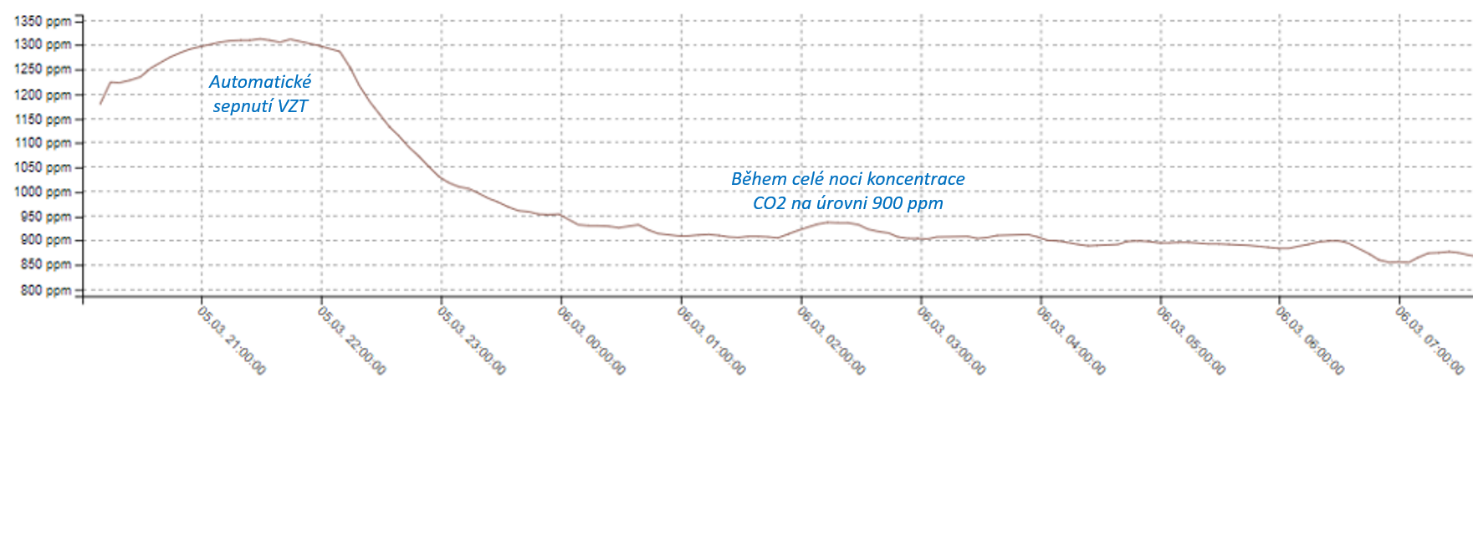 1350 ppm
1300 ppm
1250 ppm
1200 ppm
1150 ppm
1100 ppm
1050 ppm
1000 ppm
950 ppm
900 ppm
850 ppm
800 ppm
Automatické
sepnutí VZT
Během celé noci koncentrace
CO2 na úrovni 900 ppm
05.03. 21:00:00
05.03. 22:00:00
05.03. 23:00:00
06.03. 00:00:00
06.03. 01:00:00
06.03. 02:00:00
06.03. 03:00:00
06.03. 04:00:00
06.03. 05:00:00
06.03. 06:00:00
06.03. 07:00:00